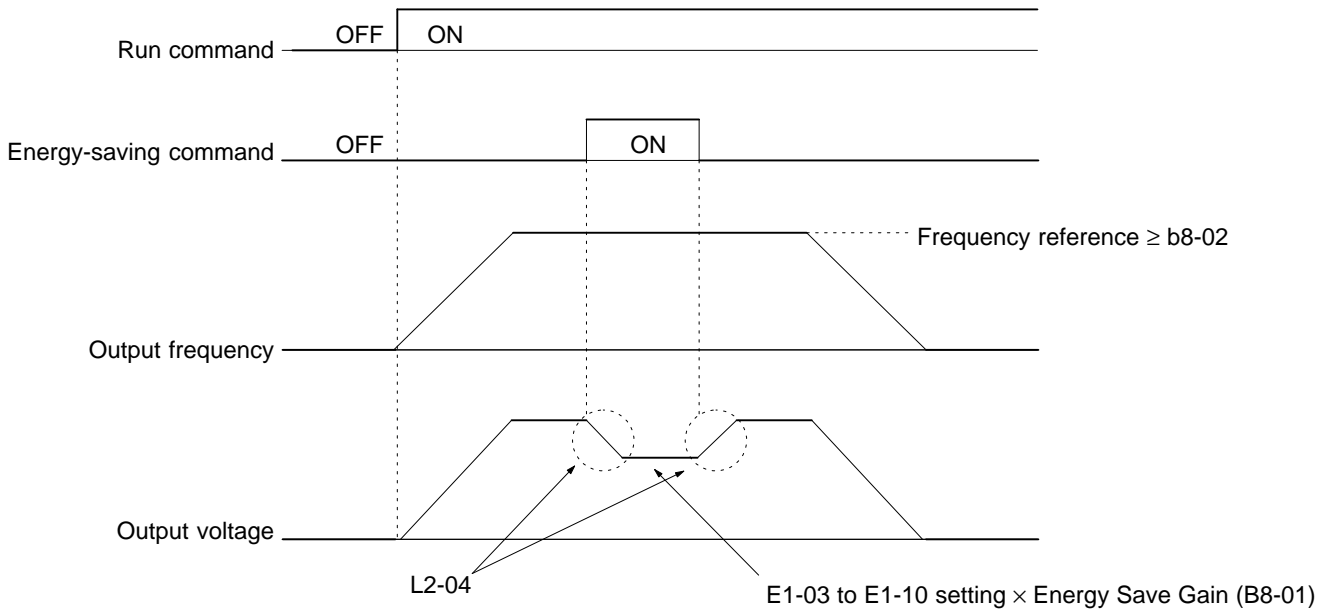 Run command OFF ON
Energy-saving command OFF ON
Frequency reference ≥ b8-02
Output frequency
Output voltage
L2-04
E1-03 to E1-10 setting × Energy Save Gain (B8-01)